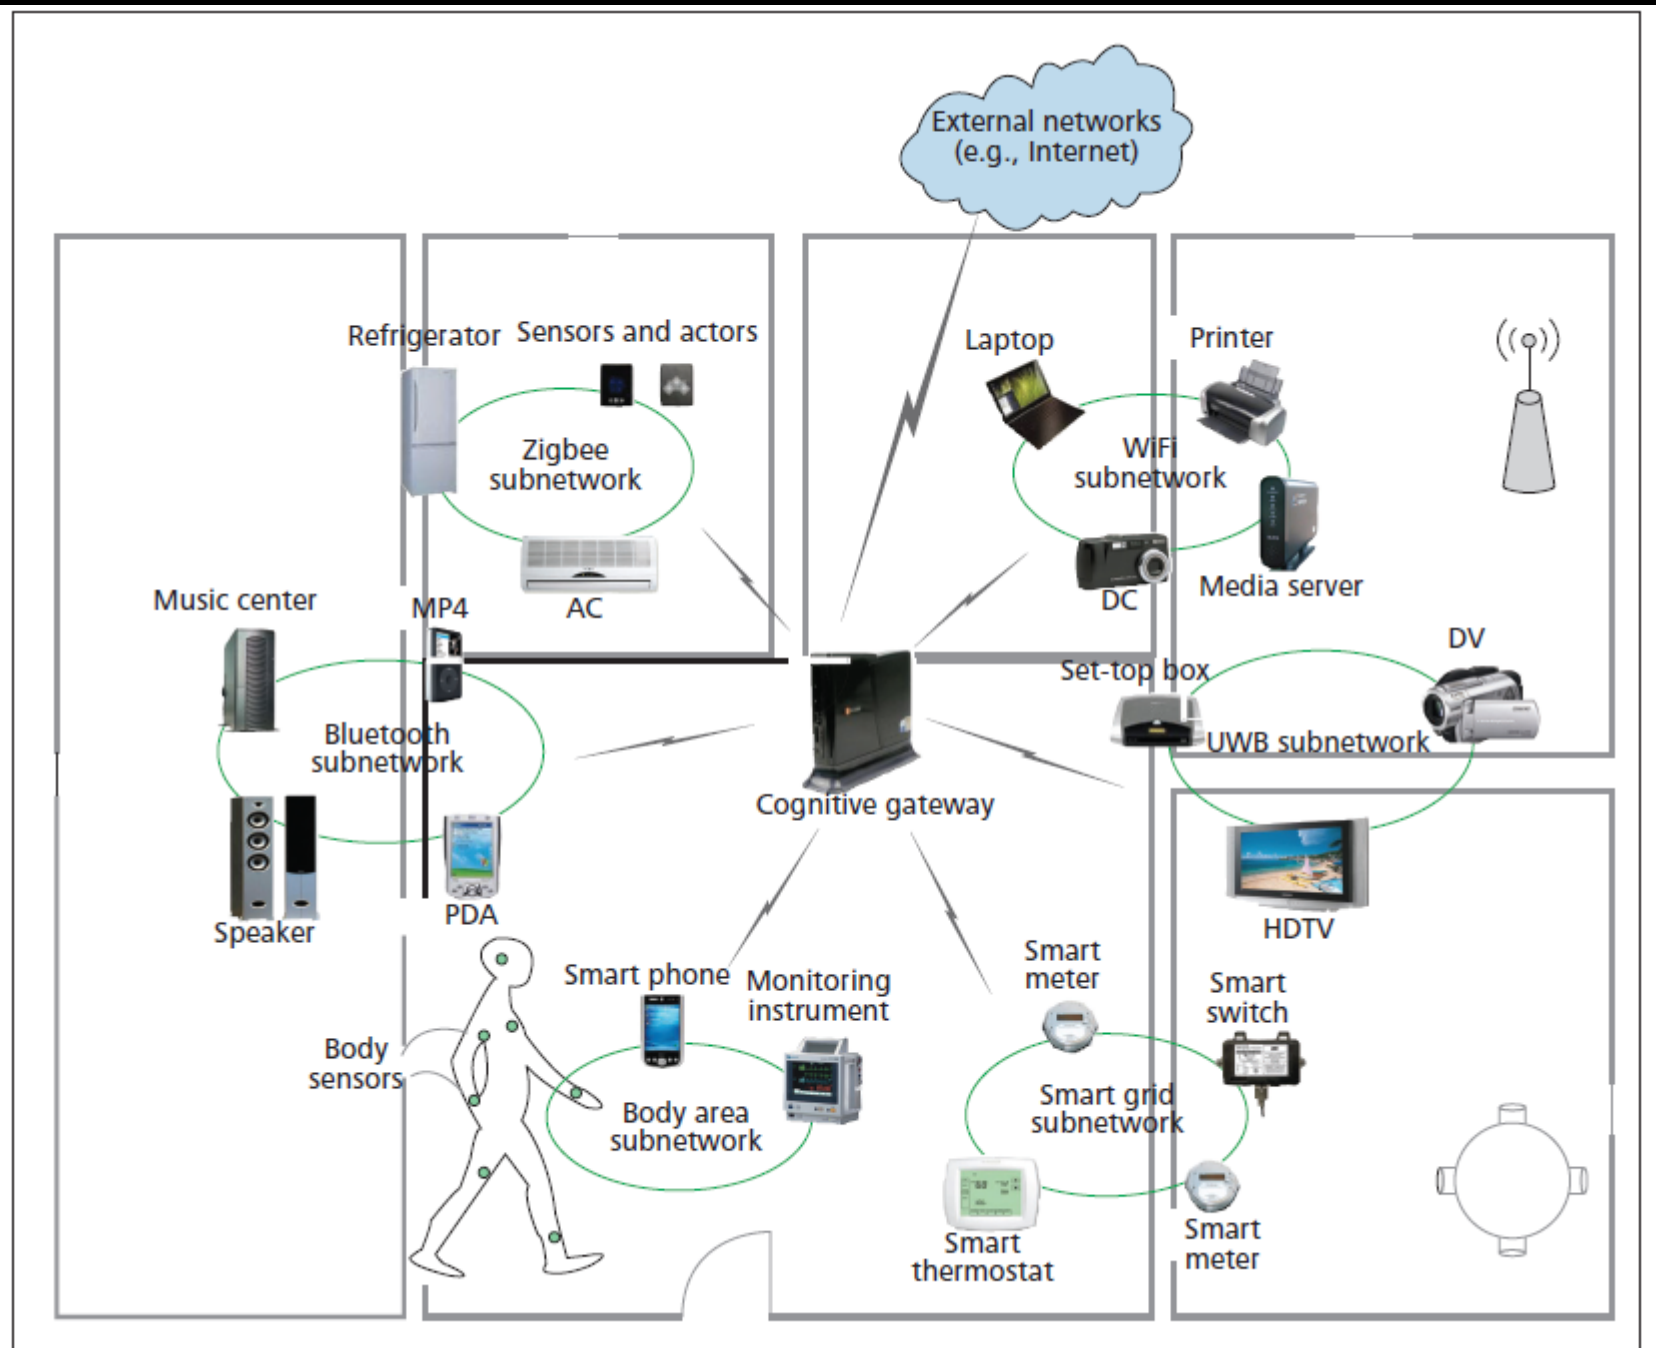 External networks
(e.g., Internet)
Refrigerator
Sensors and actors
Laptop
Printer
Zigbee
subnetwork
WiFi
subnetwork
Music center
MP4
AC
DC
Media server
DV
Set-top box
Bluetooth
subnetwork
UWB subnetwork
Cognitive gateway
Speaker
PDA
HDTV
Smart phone
Monitoring
instrument
Smart
meter
Smart
switch
Body
sensors
Body area
subnetwork
Smart grid
subnetwork
Smart
thermostat
Smart
meter